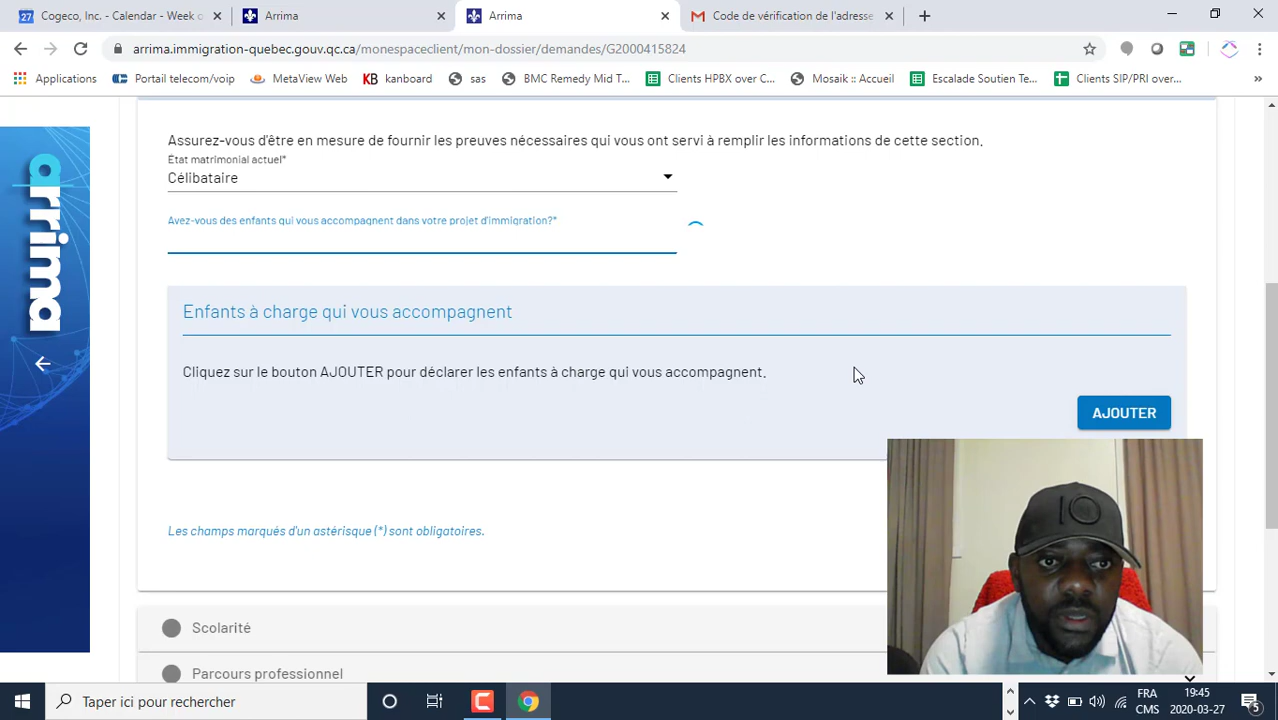 27 Cogeco, Inc. - Calendar - Week o
Arrima
Arrima
Code de vérification de l'adresse
arrima.immigration-quebec.gouv.qc.ca/monespaceclient/mon-dossier/demandes/G2000415824
Applications
Portail telecom/voip
MetaView Web
KB kanboard
sas
BMC Remedy Mid T...
Clients HPBX over C...
Mosaik :: Accueil
Escalade Soutien Te...
Clients SIP/PRI over...
»
arrima
Assurez-vous d'être en mesure de fournir les preuves nécessaires qui vous ont servi à remplir les informations de cette section.
État matrimonial actuel*
Célibataire
Avez-vous des enfants qui vous accompagnent dans votre projet d'immigration?*
Enfants à charge qui vous accompagnent
Cliquez sur le bouton AJOUTER pour déclarer les enfants à charge qui vous accompagnent.
AJOUTER
Les champs marqués d'un astérisque (*) sont obligatoires.
Scolarité
Parcours professionnel
IO
Taper ici pour rechercher
FRA
CMS
19:45
2020-03-27
5